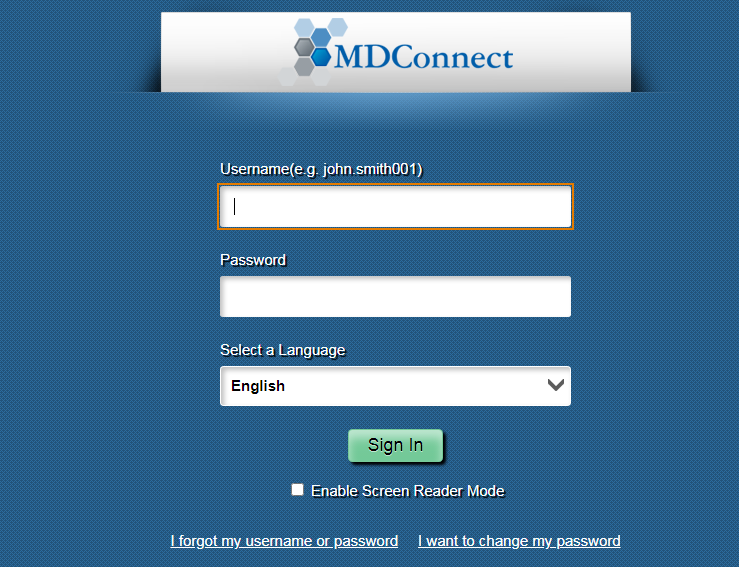 MDConnect
Username(e.g. john.smith001)
Password
Select a Language
English
Sign In
Enable Screen Reader Mode
I forgot my username or password I want to change my password